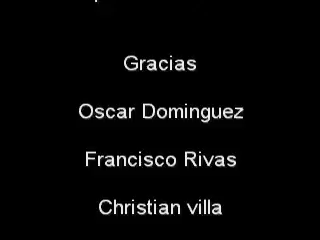 Gracias
Oscar Dominguez
Francisco Rivas
Christian villa